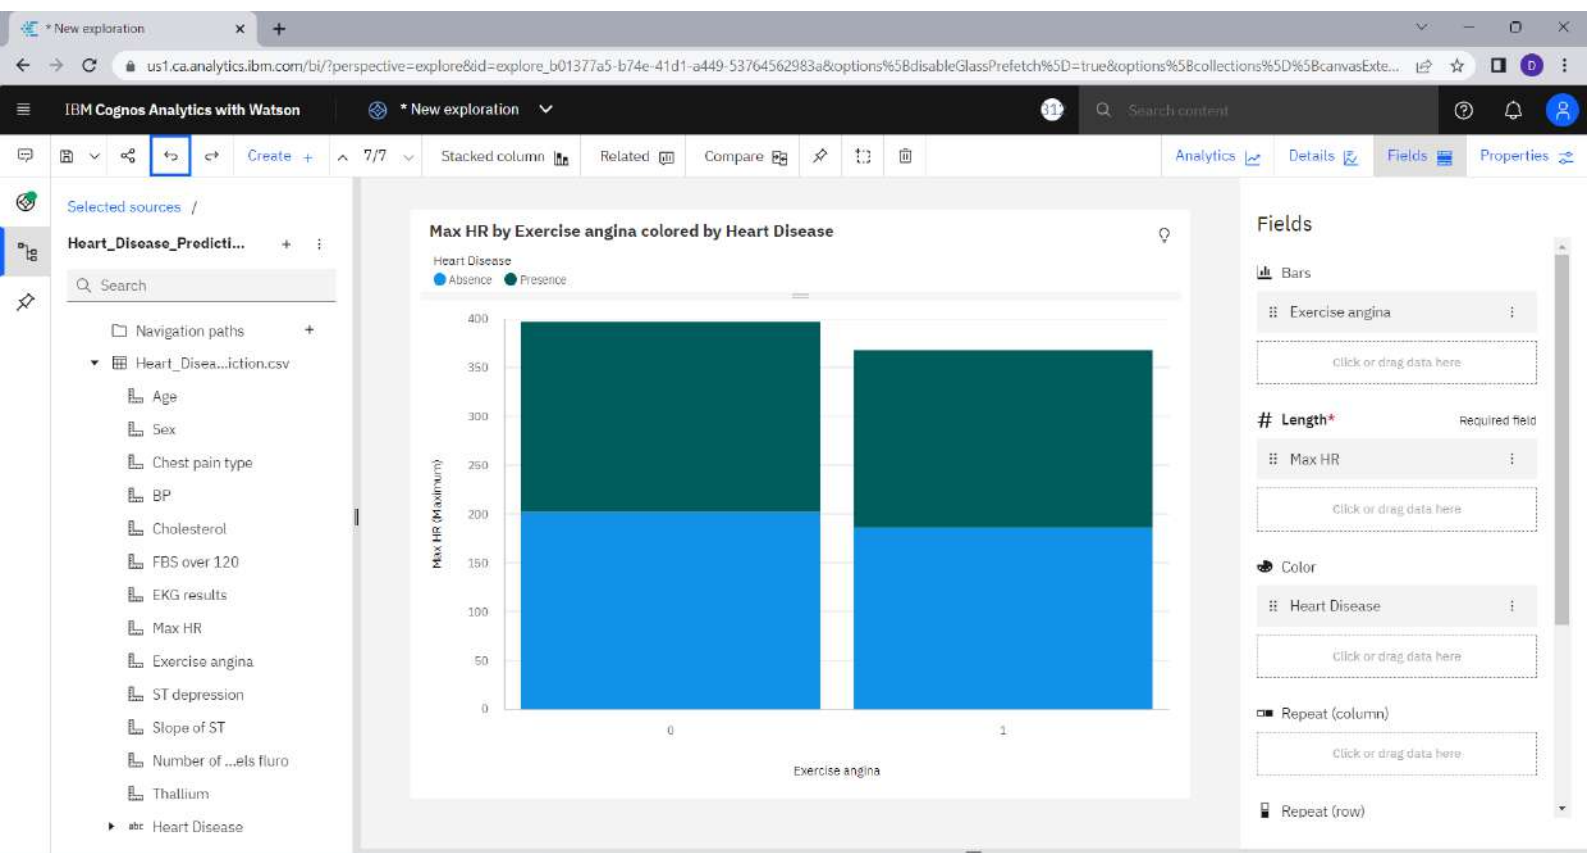 * New exploration
us1.ca.analytics.ibm.com/bi/?perspective=explore&id=explore_b01377a5-b74e-41d1-a449-53764562983a&options%5BdisableGlassPrefetch%5D=true&options%5Bcollections%5D%5BcanvasExte...
D
IBM Cognos Analytics with Watson
* New exploration
Search content
Create +
7/7
Stacked column
Related
Compare
Analytics
Details
Fields
Properties
Selected sources /
Heart_Disease_Predicti...
Search
Navigation paths
Heart_Disea...iction.csv
Age
Sex
Chest pain type
BP
Cholesterol
FBS over 120
EKG results
Max HR
Exercise angina
ST depression
Slope of ST
Number of ...els fluro
Thallium
abc Heart Disease
Max HR by Exercise angina colored by Heart Disease
Heart Disease
Absence Presence
400
350
300
250
200
150
100
50
0
Max HR (Maximum)
0 1
Exercise angina
Fields
Bars
Exercise angina
Click or drag data here
# Length* Required field
Max HR
Click or drag data here
Color
Heart Disease
Click or drag data here
Repeat (column)
Click or drag data here
Repeat (row)